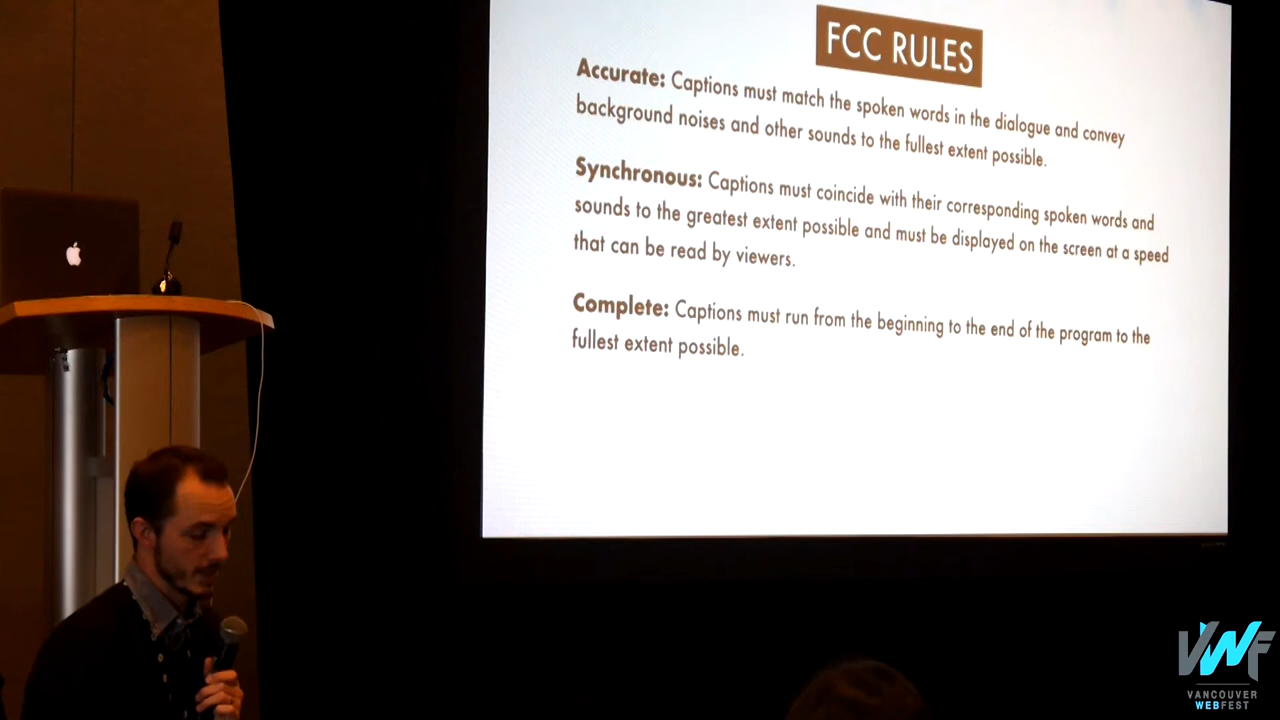 FCC RULES
Accurate: Captions must match the spoken words in the dialogue and convey
background noises and other sounds to the fullest extent possible.
Synchronous: Captions must coincide with their corresponding spoken words and
sounds to the greatest extent possible and must be displayed on the screen at a speed
that can be read by viewers.
Complete: Captions must run from the beginning to the end of the program to the
fullest extent possible.
VWF
VANCOUVER
WEBFEST